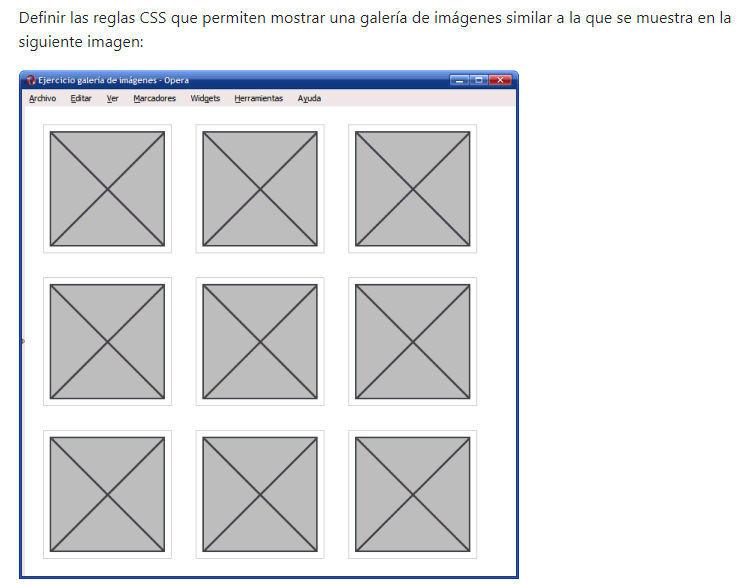 Definir las reglas CSS que permiten mostrar una galería de imágenes similar a la que se muestra en la
siguiente imagen:
Ejercicio galería de imágenes - Opera
Archivo Editar Ver Marcadores Widgets Herramientas Ayuda